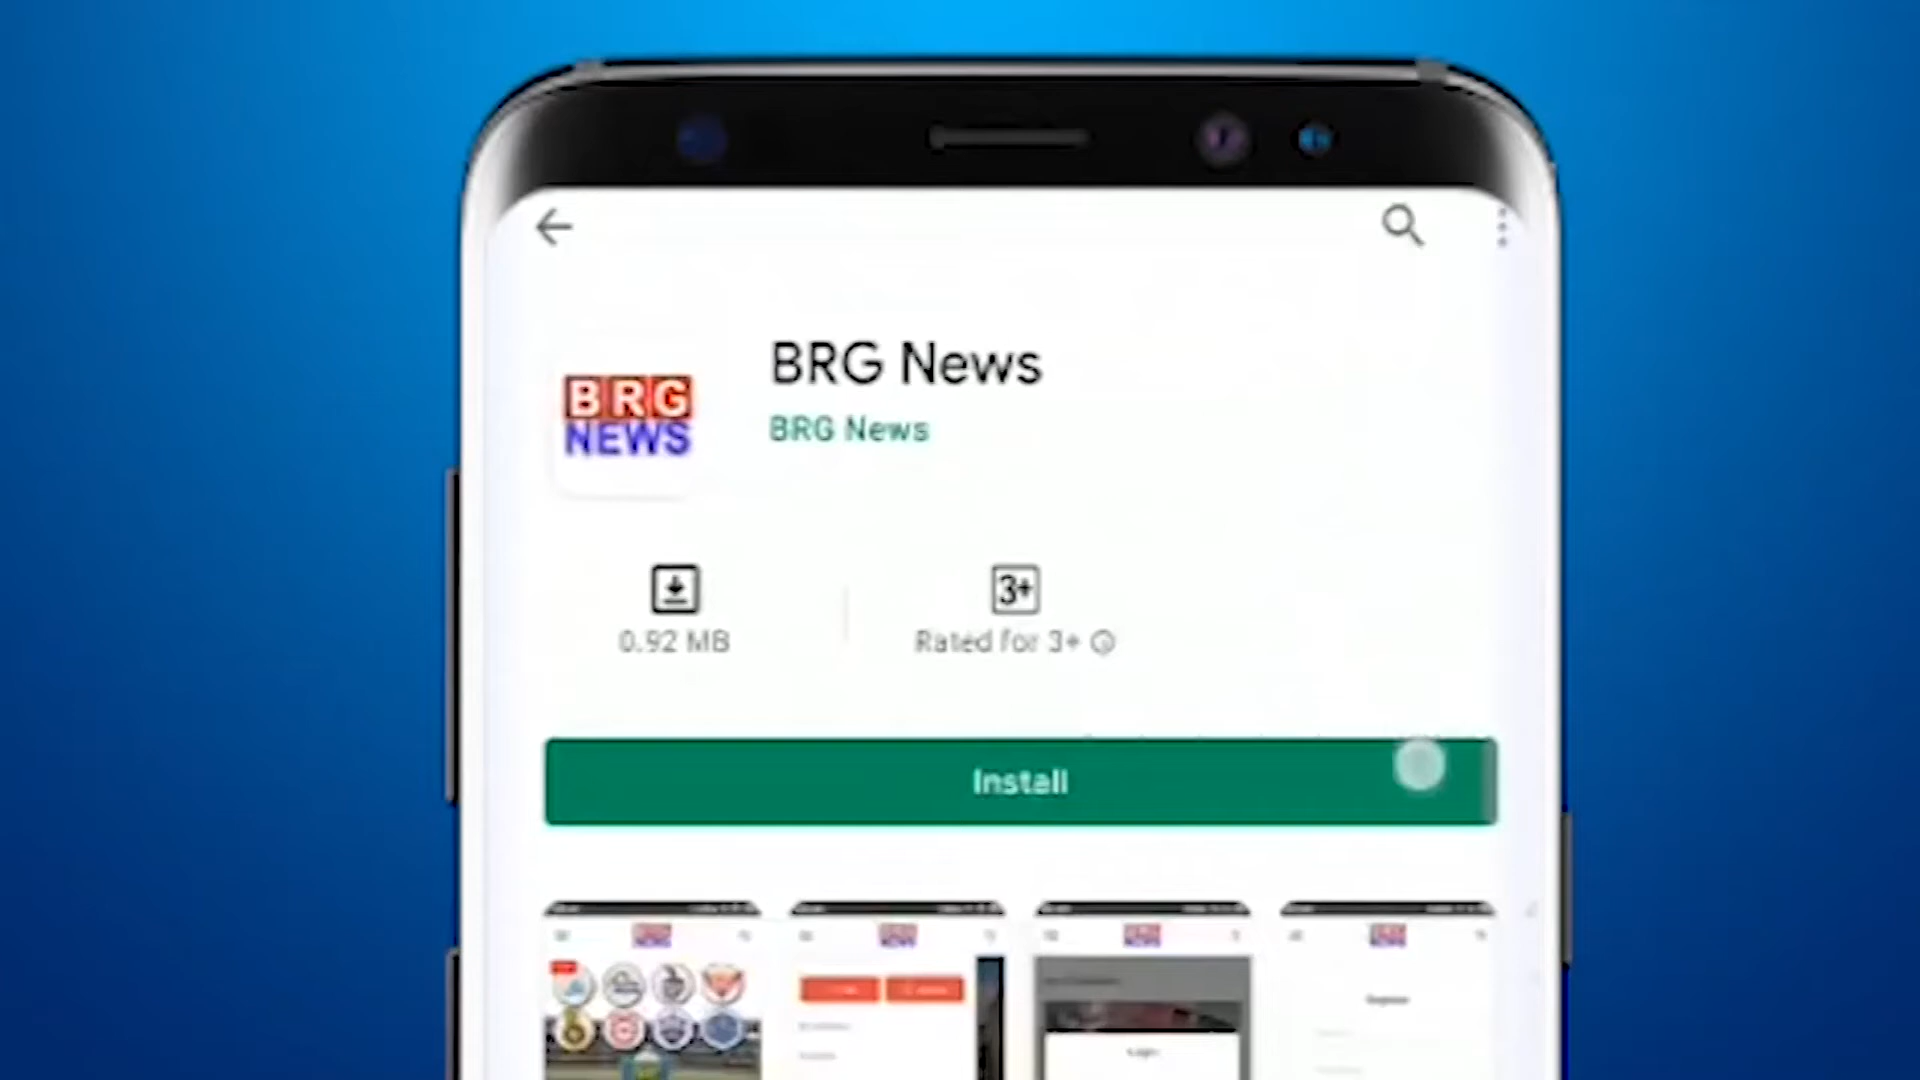 BRG News
BRG
NEWS
BRG News
3+
0.92 MB
Rated for 3+
Install